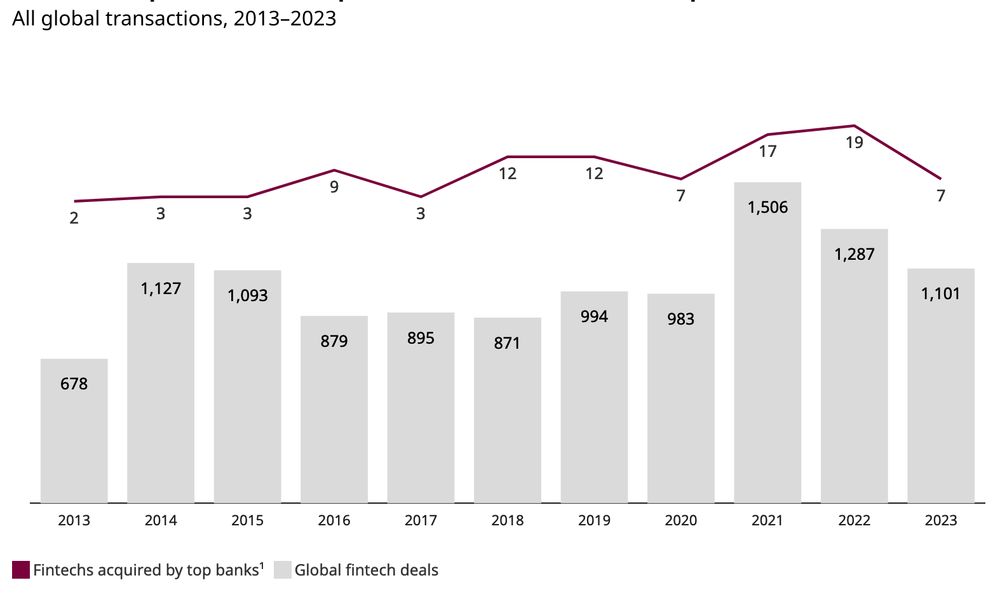 All global transactions, 2013–2023
2 3 3 9 3 12 12 7 17 19 7
678 1,127 1,093 879 895 871 994 983 1,506 1,287 1,101
2013 2014 2015 2016 2017 2018 2019 2020 2021 2022 2023
Fintechs acquired by top banks¹ Global fintech deals